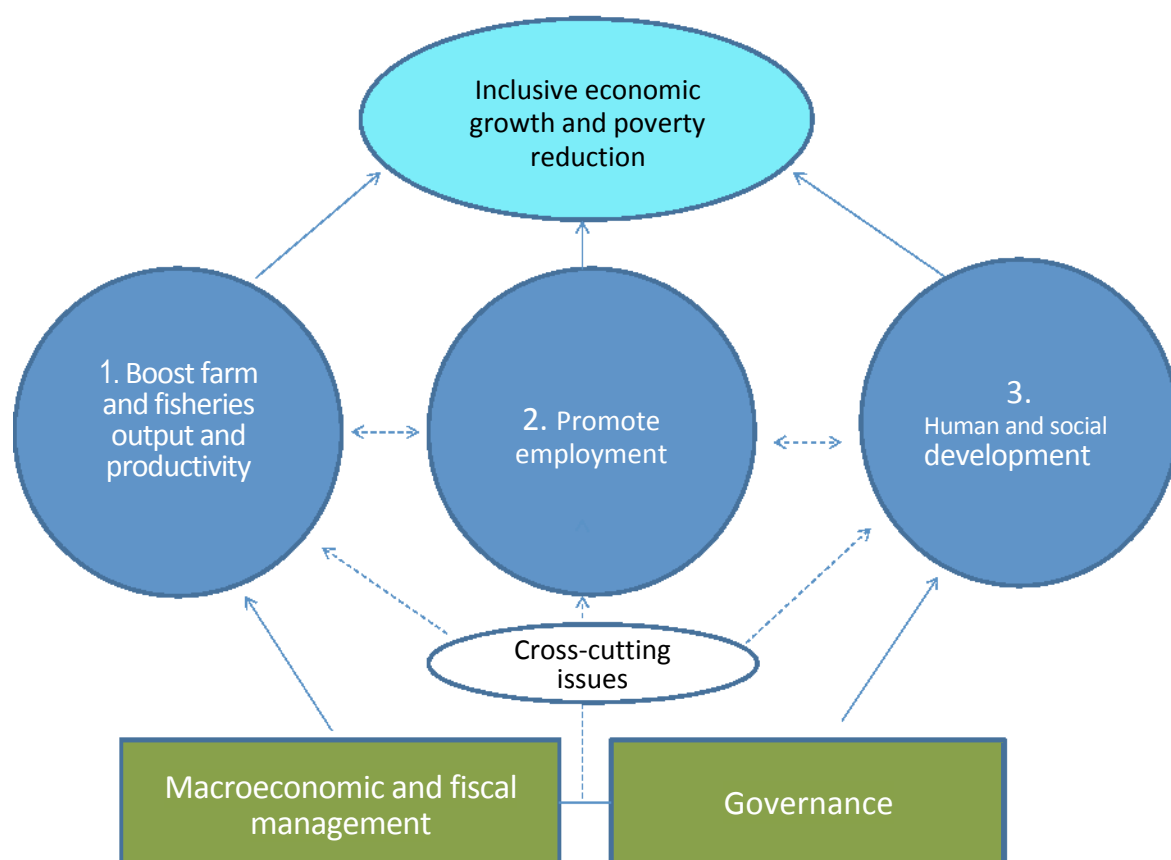 Inclusive economic
growth and poverty
reduction
1. Boost farm
and fisheries
output and
productivity
2. Promote
employment
3.
Human and social
development
Cross-cutting
issues
Macroeconomic and fiscal
management
Governance